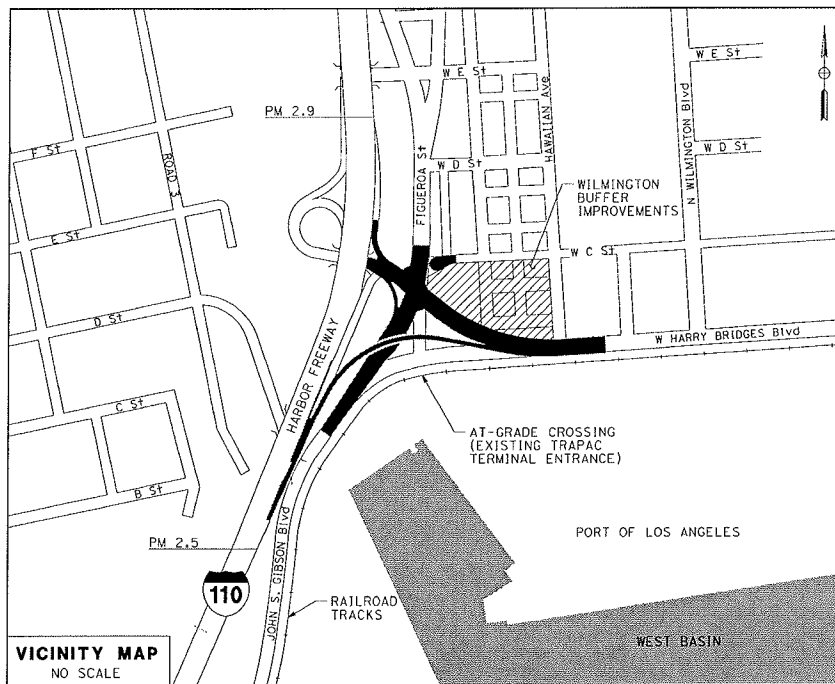 W E St
W E St
PM 2.9
F St
ROAD 3
FIGUEROA St
HAWAIIAN Ave
N WILMINGTON Blvd
W D St
W D St
WILMINGTON
BUFFER
IMPROVEMENTS
E St
W C St
D St
HARBOR FREEWAY
W HARRY BRIDGES Blvd
C St
AT-GRADE CROSSING
(EXISTING TRAPAC
TERMINAL ENTRANCE)
B St
PORT OF LOS ANGELES
PM 2.5
JOHN S. GIBSON Blvd
110
RAILROAD
TRACKS
WEST BASIN
VICINITY MAP
NO SCALE